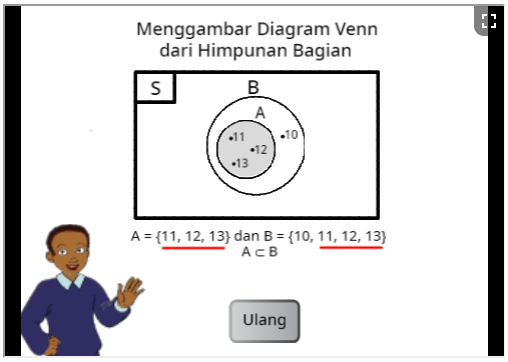 Menggambar Diagram Venn
dari Himpunan Bagian
S
B
A
•11
•10
•12
•13
A = {11, 12, 13} dan B = {10, 11, 12, 13}
A ⊂ B
Ulang